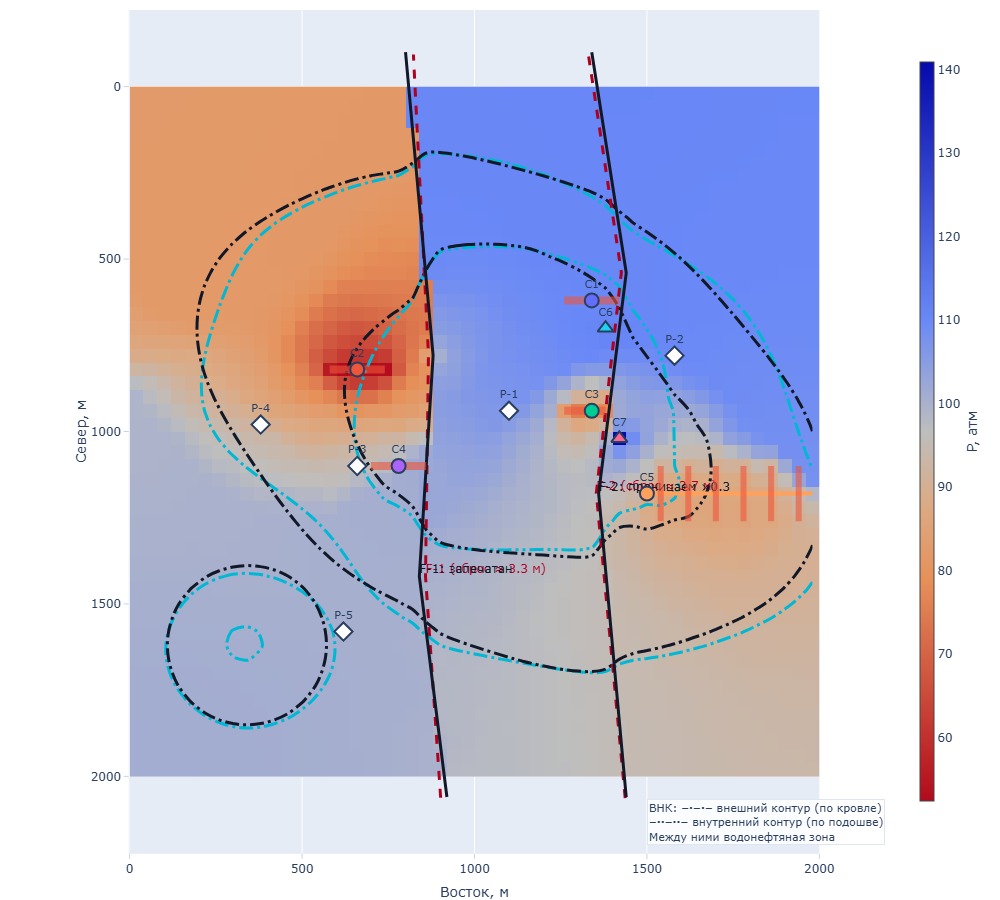 0
500
1000
1500
2000
Север, м
0
500
1000
1500
2000
Восток, м
C1
C6
P-2
C2
P-1
C3
P-4
C7
P-3
C4
C5
P-5
140
130
120
110
100
90
80
70
60
P, атм
ВНК: –·–·– внешний контур (по кровле)
–··–··– внутренний контур (по подошве)
Между ними водонефтяная зона